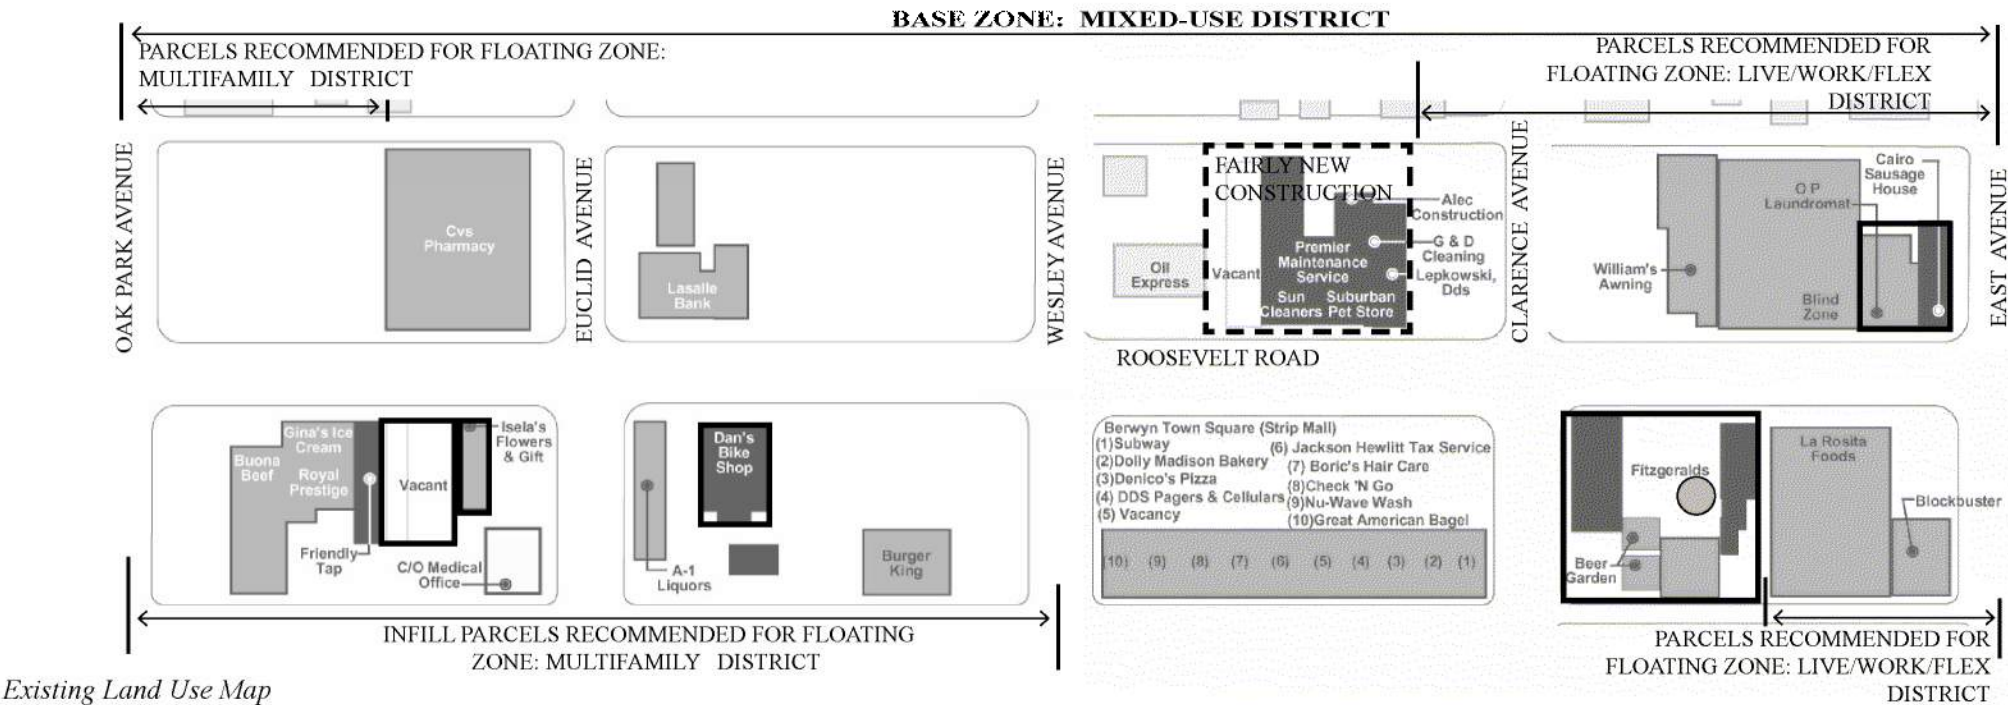 BASE ZONE: MIXED-USE DISTRICT
PARCELS RECOMMENDED FOR FLOATING ZONE:
MULTIFAMILY DISTRICT
PARCELS RECOMMENDED FOR
FLOATING ZONE: LIVE/WORK/FLEX
DISTRICT
OAK PARK AVENUE
Cvs
Pharmacy
EUCLID AVENUE
Lasalle
Bank
WESLEY AVENUE
Oil
Express
Vacant
FAIRLY NEW
CONSTRUCTION
Premier
Maintenance
Service
Sun
Cleaners
Suburban
Pet Store
Alec
Construction
G & D
Cleaning
Lepkowski,
Dds
CLARENCE AVENUE
William's
Awning
O P
Laundromat
Blind
Zone
Cairo
Sausage
House
EAST AVENUE
ROOSEVELT ROAD
Buona
Beef
Gina's Ice
Cream
Royal
Prestige
Friendly
Tap
Vacant
Isela's
Flowers
& Gift
C/O Medical
Office
A-1
Liquors
Dan's
Bike
Shop
Burger
King
Berwyn Town Square (Strip Mall)
(1)Subway
(2)Dolly Madison Bakery
(3)Denico's Pizza
(4) DDS Pagers & Cellulars
(5) Vacancy
(6) Jackson Hewlitt Tax Service
(7) Boric's Hair Care
(8)Check 'N Go
(9)Nu-Wave Wash
(10)Great American Bagel
(10) (9) (8) (7) (6) (5) (4) (3) (2) (1)
Fitzgeralds
Beer
Garden
La Rosita
Foods
Blockbuster
INFILL PARCELS RECOMMENDED FOR FLOATING
ZONE: MULTIFAMILY DISTRICT
PARCELS RECOMMENDED FOR
FLOATING ZONE: LIVE/WORK/FLEX
DISTRICT
Existing Land Use Map